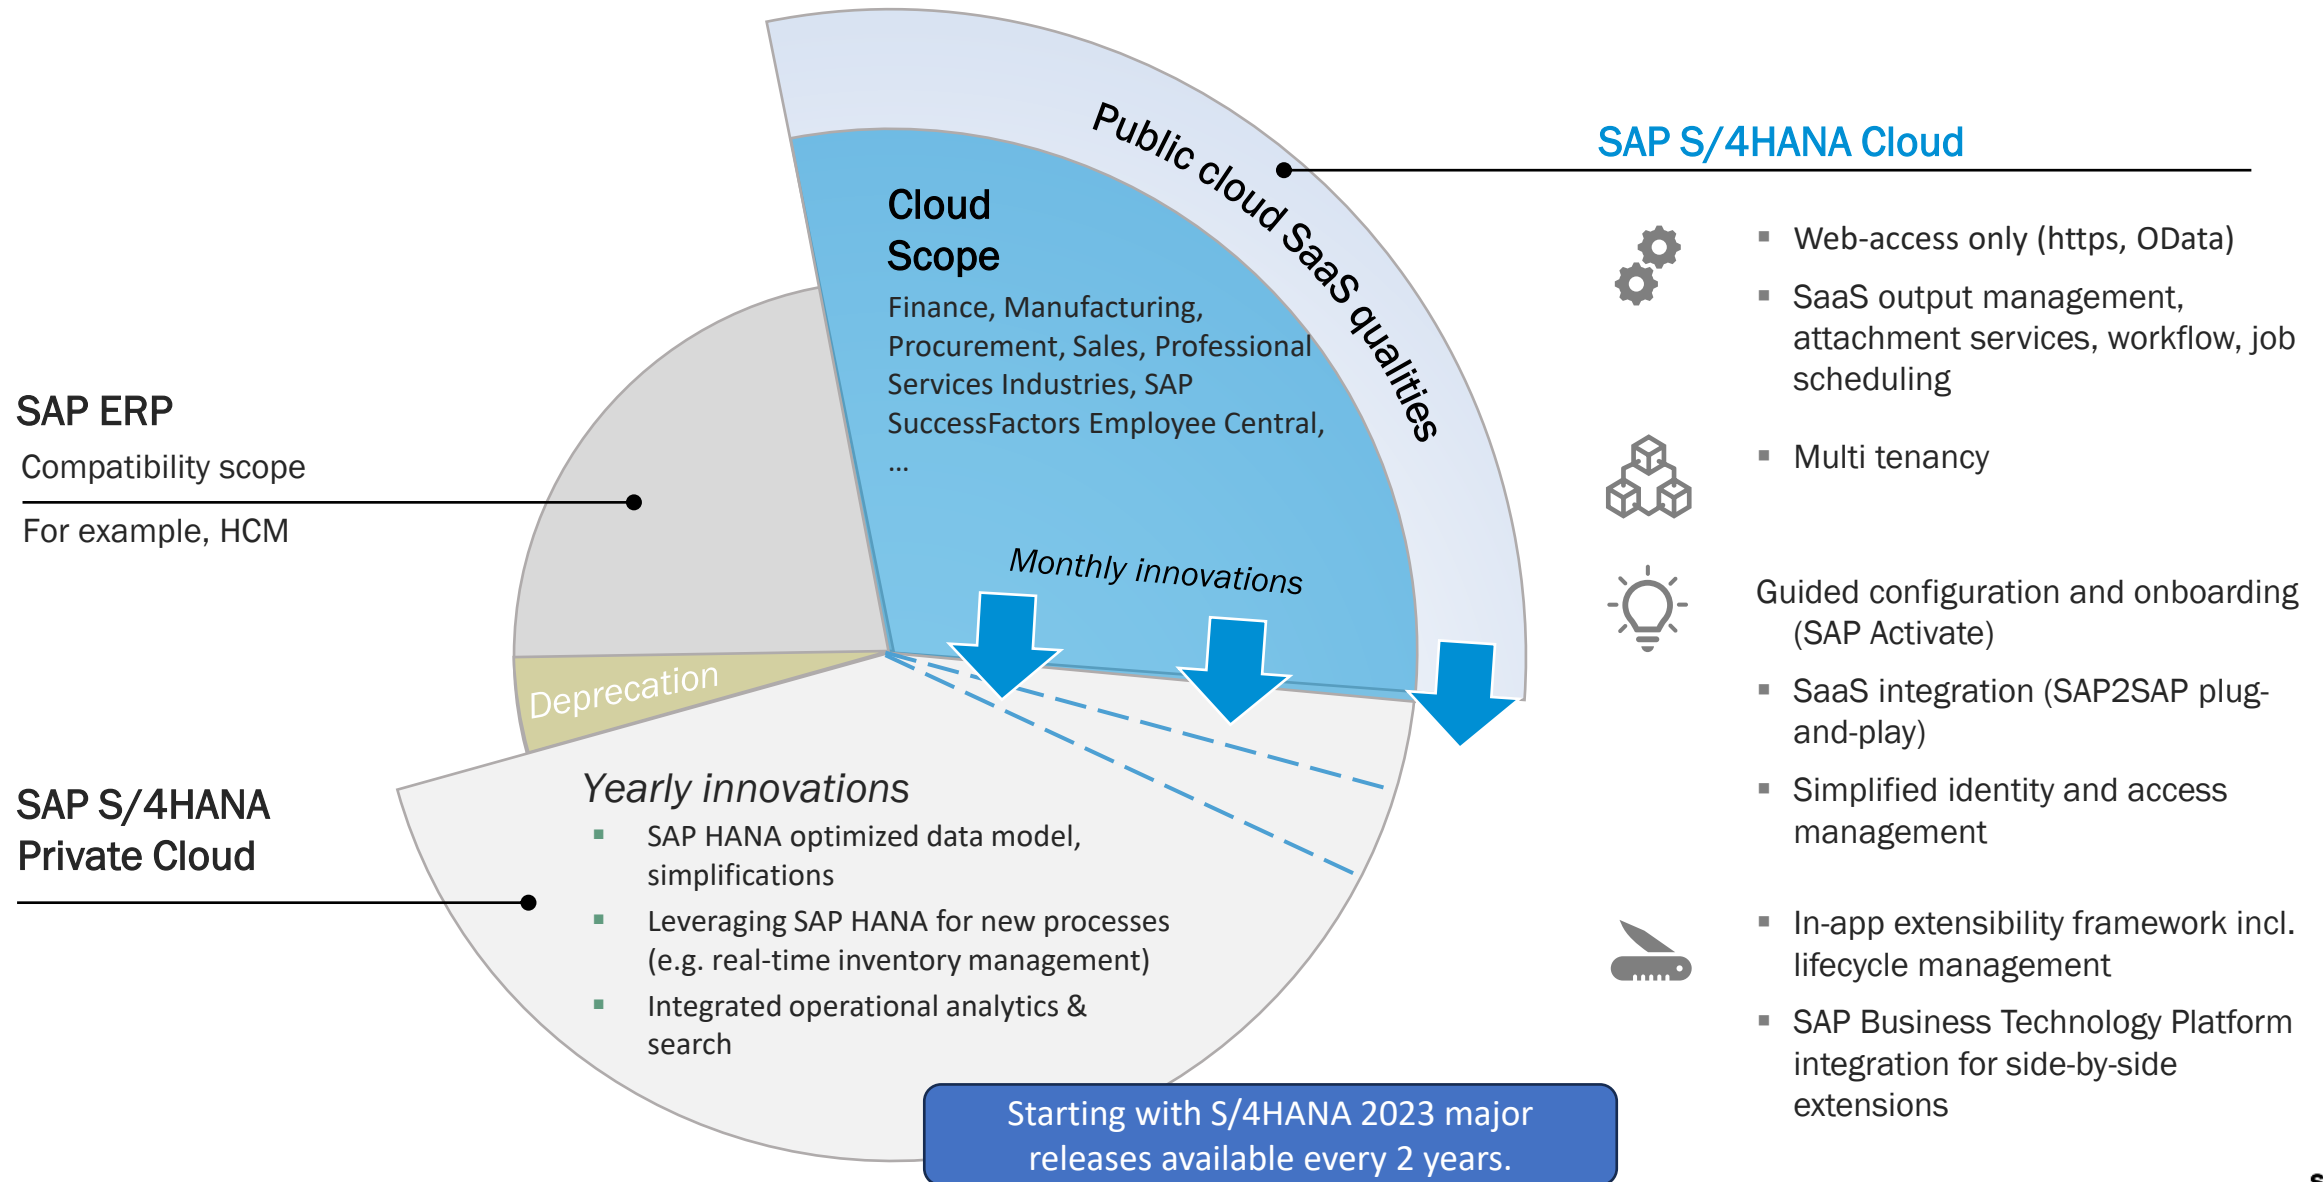 Public cloud SaaS qualities
Cloud
Scope
Finance, Manufacturing,
Procurement, Sales, Professional
Services Industries, SAP
SuccessFactors Employee Central,
...
Monthly innovations
SAP ERP
Compatibility scope
For example, HCM
Deprecation
SAP S/4HANA
Private Cloud
Yearly innovations
▪ SAP HANA optimized data model,
simplifications
▪ Leveraging SAP HANA for new processes
(e.g. real-time inventory management)
▪ Integrated operational analytics &
search
Starting with S/4HANA 2023 major
releases available every 2 years.
SAP S/4HANA Cloud
▪ Web-access only (https, OData)
▪ SaaS output management,
attachment services, workflow, job
scheduling
▪ Multi tenancy
Guided configuration and onboarding
(SAP Activate)
▪ SaaS integration (SAP2SAP plug-
and-play)
▪ Simplified identity and access
management
▪ In-app extensibility framework incl.
lifecycle management
▪ SAP Business Technology Platform
integration for side-by-side
extensions